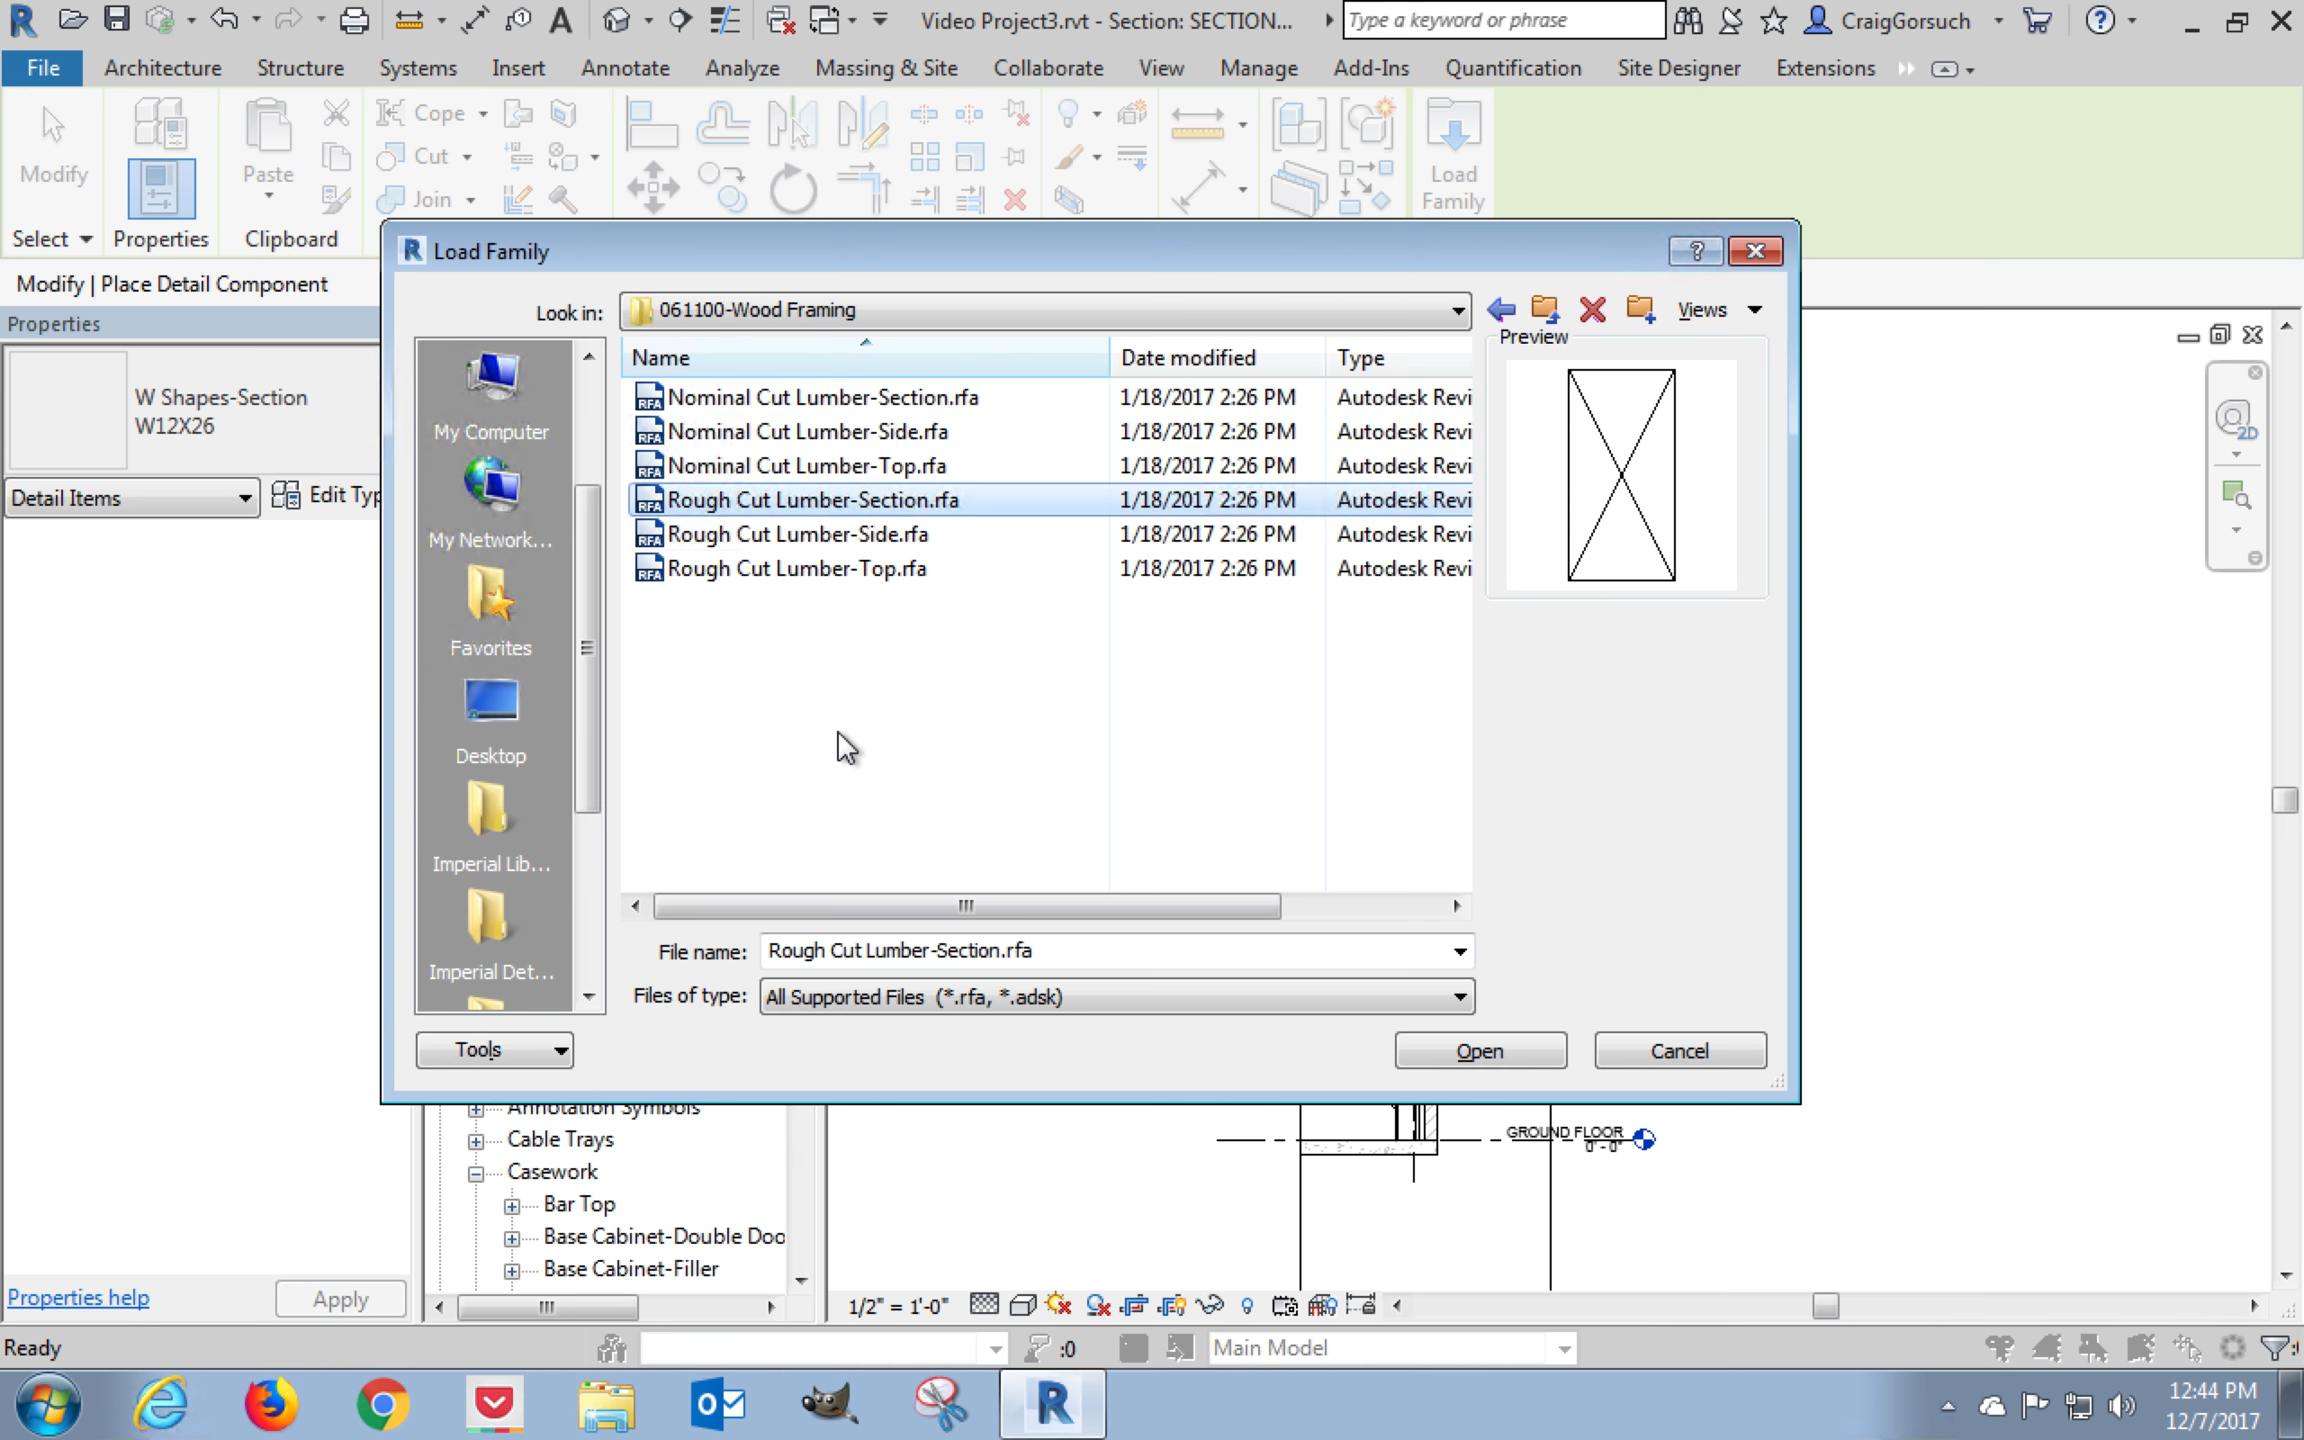 Video Project3.rvt - Section: SECTION...
Type a keyword or phrase
CraigGorsuch
File
Architecture
Structure
Systems
Insert
Annotate
Analyze
Massing & Site
Collaborate
View
Manage
Add-Ins
Quantification
Site Designer
Extensions
Modify
Paste
Cope
Cut
Join
Load
Family
Select
Properties
Clipboard
Modify | Place Detail Component
Properties
W Shapes-Section
W12X26
Detail Items
Edit Typ
Load Family
Look in:
061100-Wood Framing
Views
Name
Date modified
Type
Nominal Cut Lumber-Section.rfa 1/18/2017 2:26 PM Autodesk Revi
Nominal Cut Lumber-Side.rfa 1/18/2017 2:26 PM Autodesk Revi
Nominal Cut Lumber-Top.rfa 1/18/2017 2:26 PM Autodesk Revi
Rough Cut Lumber-Section.rfa 1/18/2017 2:26 PM Autodesk Revi
Rough Cut Lumber-Side.rfa 1/18/2017 2:26 PM Autodesk Revi
Rough Cut Lumber-Top.rfa 1/18/2017 2:26 PM Autodesk Revi
Preview
My Computer
My Network...
Favorites
Desktop
Imperial Lib...
Imperial Det...
File name:
Rough Cut Lumber-Section.rfa
Files of type:
All Supported Files (*.rfa, *.adsk)
Tools
Open
Cancel
Annotation Symbols
Cable Trays
Casework
Bar Top
Base Cabinet-Double Doo
Base Cabinet-Filler
GROUND FLOOR
0' - 0"
Properties help
Apply
1/2" = 1'-0"
Ready
:0
Main Model
12:44 PM
12/7/2017